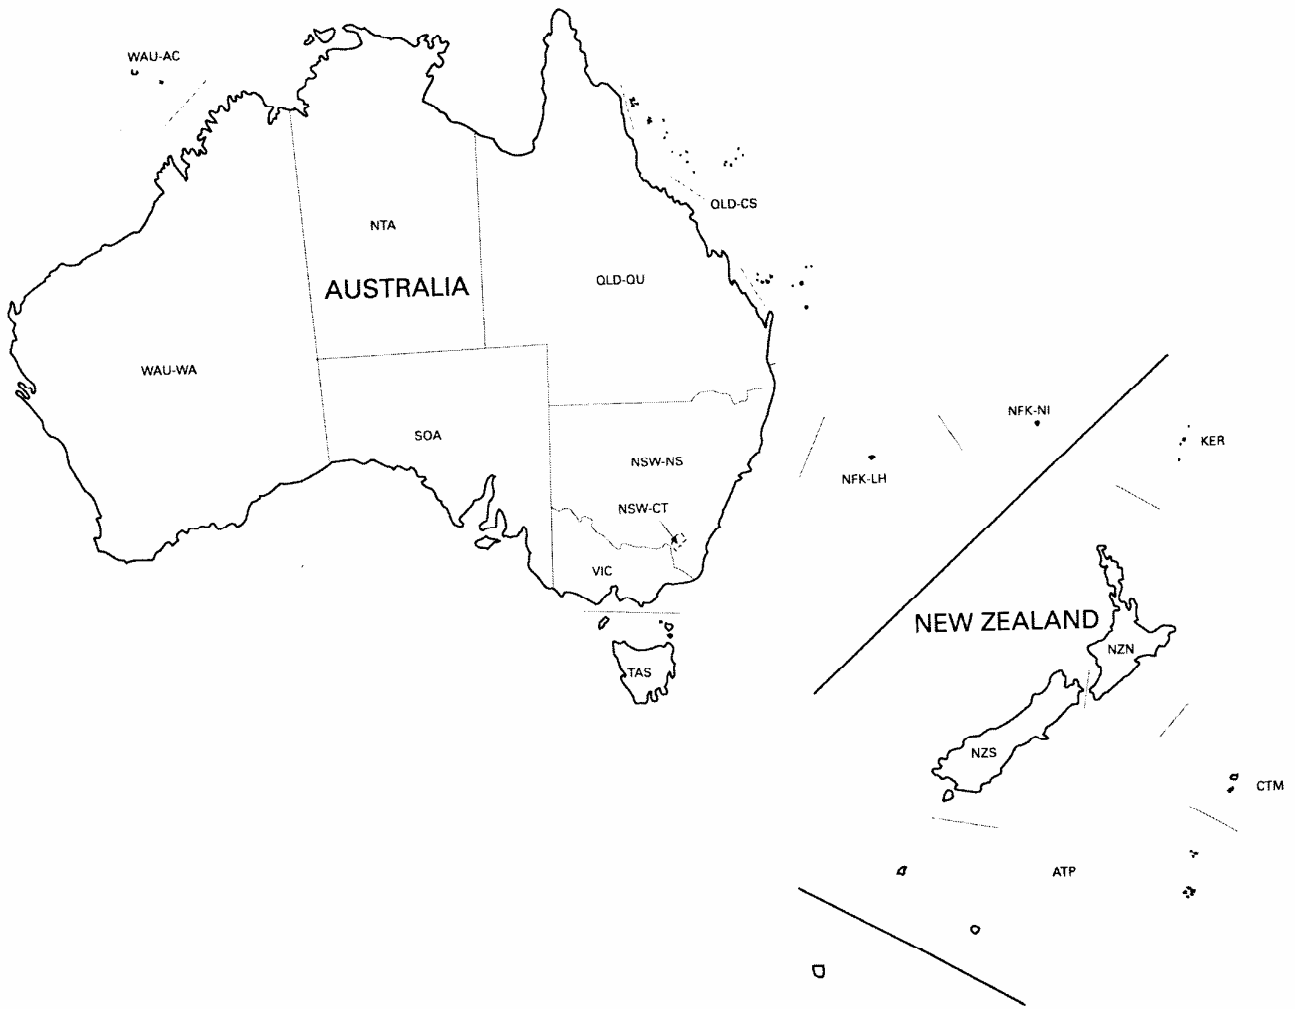 WAU-AC
QLD-CS
NTA
AUSTRALIA
QLD-QU
WAU-WA
NFK-NI
SOA
KER
NSW-NS
NFK-LH
NSW-CT
VIC
NEW ZEALAND
NZN
TAS
NZS
CTM
ATP